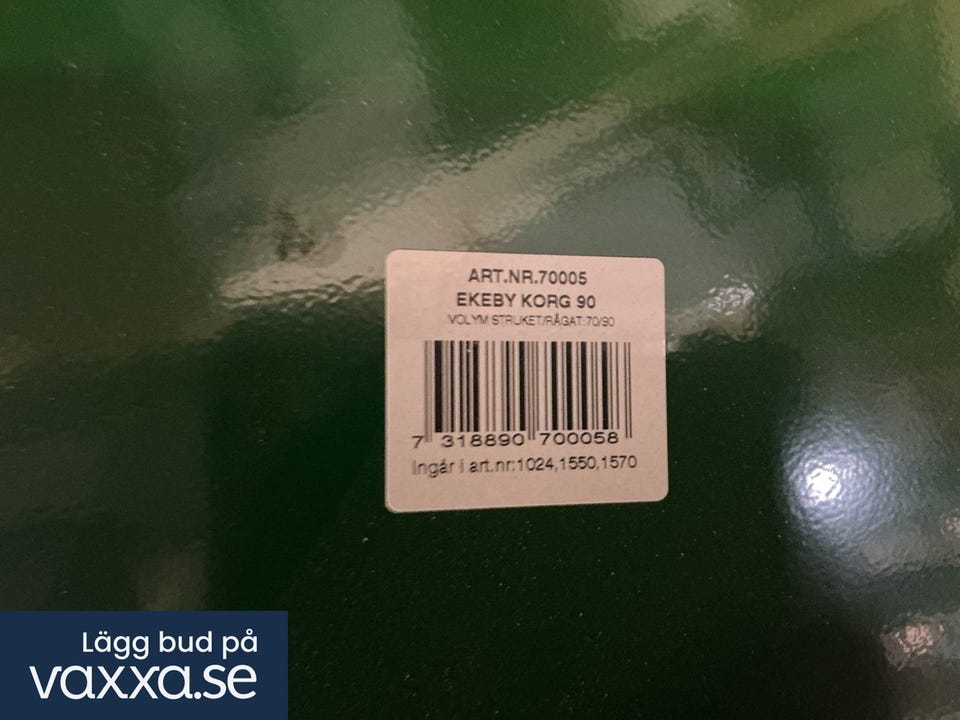 ART.NR.70005
EKEBY KORG 90
VOLYM STRUKET/RÅGAT:70/90
7 318890 700058
Ingår i art.nr:1024,1550,1570
Lägg bud på
vaxxa.se